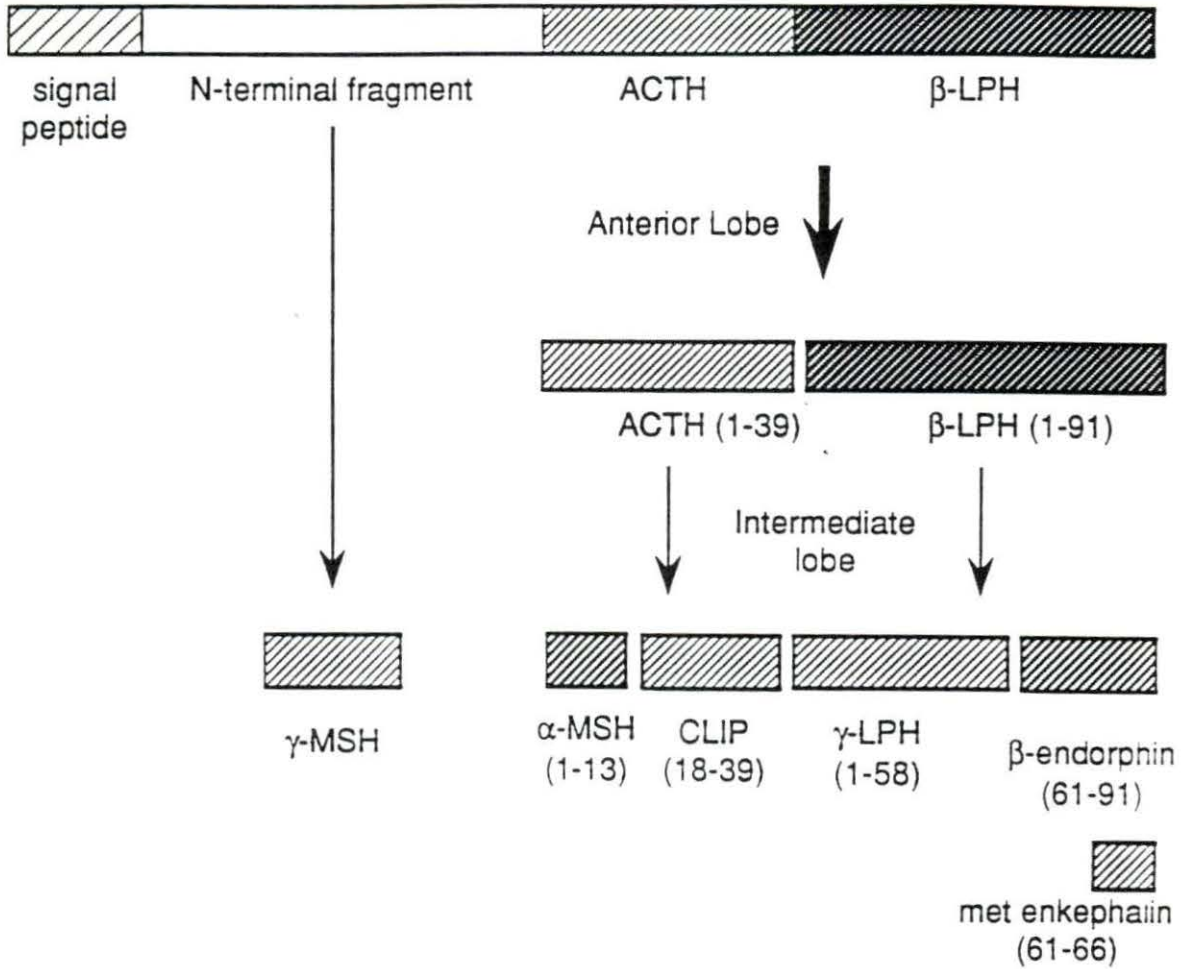 signal
peptide
N-terminal fragment
ACTH
β-LPH
Anterior Lobe
ACTH (1-39)
β-LPH (1-91)
Intermediate
lobe
γ-MSH
α-MSH
(1-13)
CLIP
(18-39)
γ-LPH
(1-58)
β-endorphin
(61-91)
met enkephalin
(61-66)